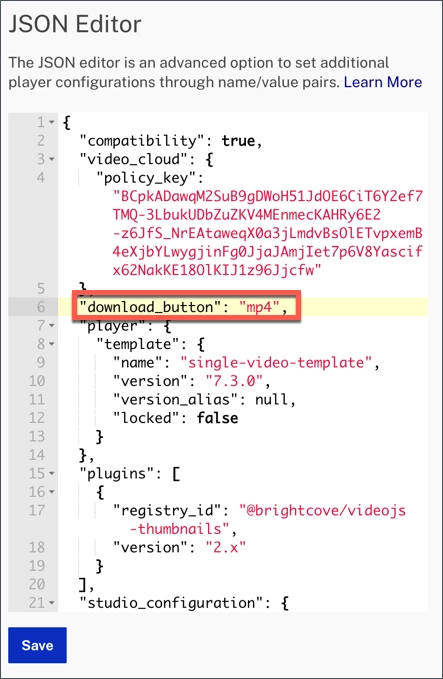 JSON Editor
The JSON editor is an advanced option to set additional
player configurations through name/value pairs. Learn More
1 {
2 "compatibility": true,
3 "video_cloud": {
4 "policy_key":
"BCpkADawqM2SuB9gDWoH51JdOE6CiT6Y2ef7
TMQ-3LbukUDbZuZKV4MEnmecKAHRy6E2
-z6JfS_NrEAtaweqX0a3jLmdvBsOlETvpxemB
4eXjbYLwygjinFg0JjaJAmjIet7p6V8Yascif
x62NakKE18OlKIJ1z96Jjcfw"
5 },
6 "download_button": "mp4",
7 "player": {
8 "template": {
9 "name": "single-video-template",
10 "version": "7.3.0",
11 "version_alias": null,
12 "locked": false
13 }
14 },
15 "plugins": [
16 {
17 "registry_id": "@brightcove/videojs
-thumbnails",
18 "version": "2.x"
19 }
20 ],
21 "studio_configuration": {
Save